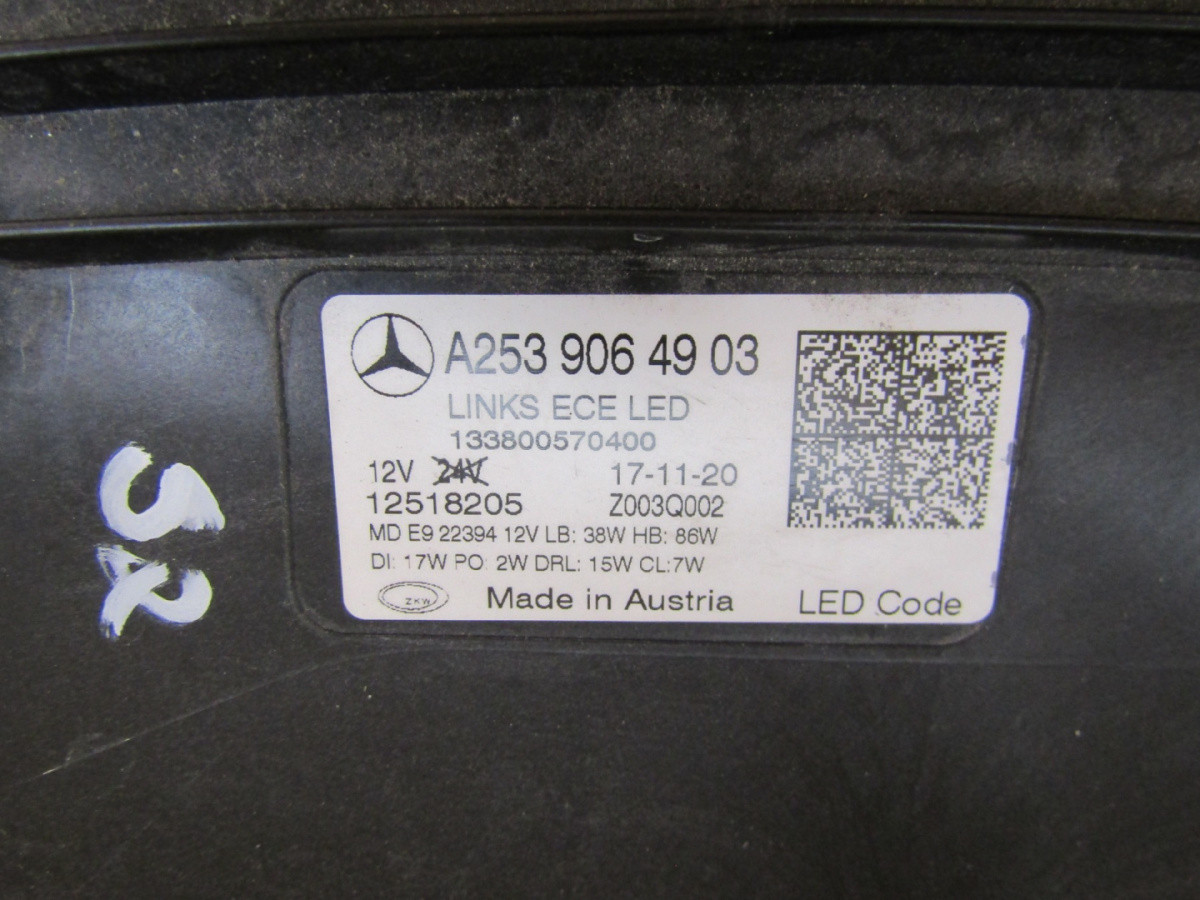 A253 906 49 03
LINKS ECE LED
133800570400
12V 24V 17-11-20
12518205 Z003Q002
MD E9 22394 12V LB: 38W HB: 86W
DI: 17W PO: 2W DRL: 15W CL:7W
ZKW Made in Austria LED Code